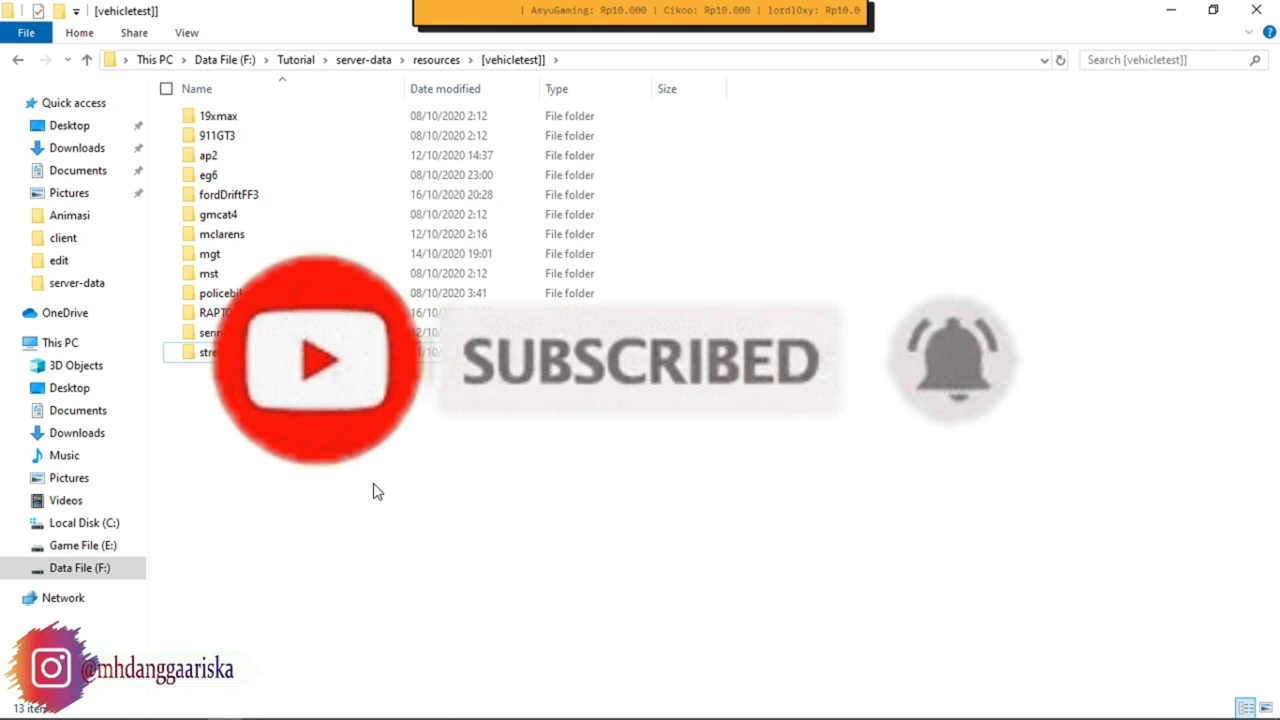 [vehicletest]]
| AsyuGaming: Rp10.000 | Cikoo: Rp10.000 | lordlOxy: Rp10.0
File Home Share View
This PC Data File (F:) Tutorial server-data resources [vehicletest]]
Search [vehicletest]]
Name Date modified Type Size
Quick access
Desktop
Downloads
Documents
Pictures
Animasi
client
edit
server-data
OneDrive
This PC
3D Objects
Desktop
Documents
Downloads
Music
Pictures
Videos
Local Disk (C:)
Game File (E:)
Data File (F:)
Network
19xmax 08/10/2020 2:12 File folder
911GT3 08/10/2020 2:12 File folder
ap2 12/10/2020 14:37 File folder
eg6 08/10/2020 23:00 File folder
fordDriftFF3 16/10/2020 20:28 File folder
gmcat4 08/10/2020 2:12 File folder
mclarens 12/10/2020 2:16 File folder
mgt 14/10/2020 19:01 File folder
mst 08/10/2020 2:12 File folder
08/10/2020 3:41 File folder
SUBSCRIBED
@mhdanggaariska
13